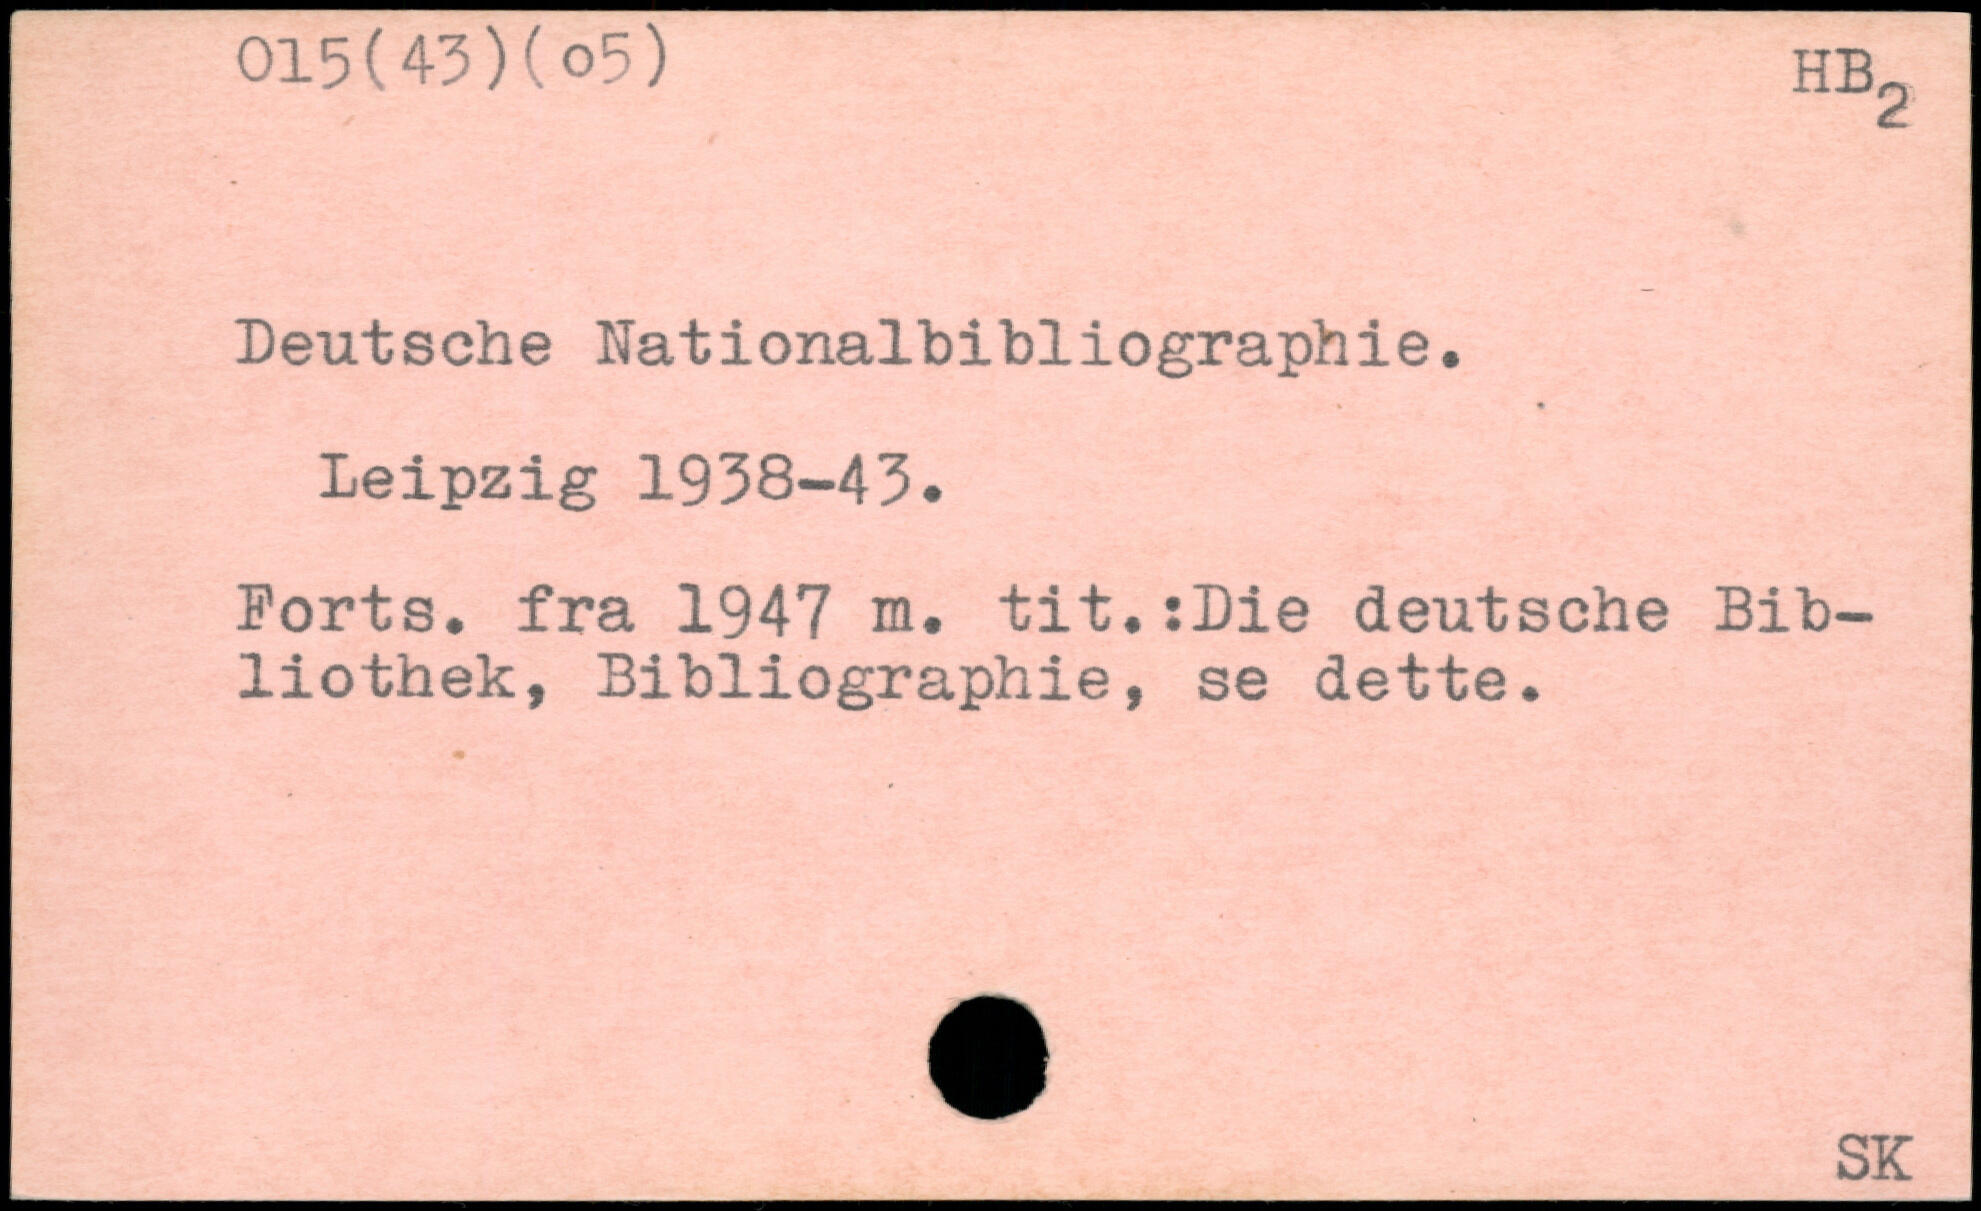 015(43)(o5) HB2
Deutsche Nationalbibliographie.
Leipzig 1938-43.
Forts. fra 1947 m. tit.:Die deutsche Bib-
liothek, Bibliographie, se dette.
SK